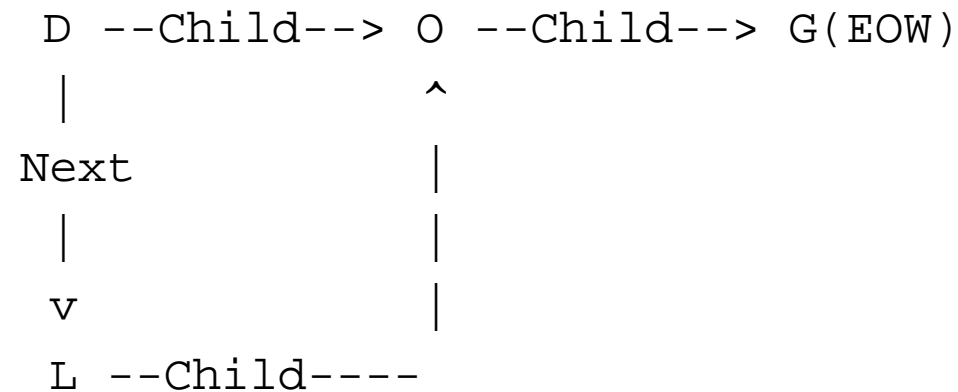 D --Child--> O --Child--> G(EOW)
|            ^
Next         |
|            |
v            |
L --Child----